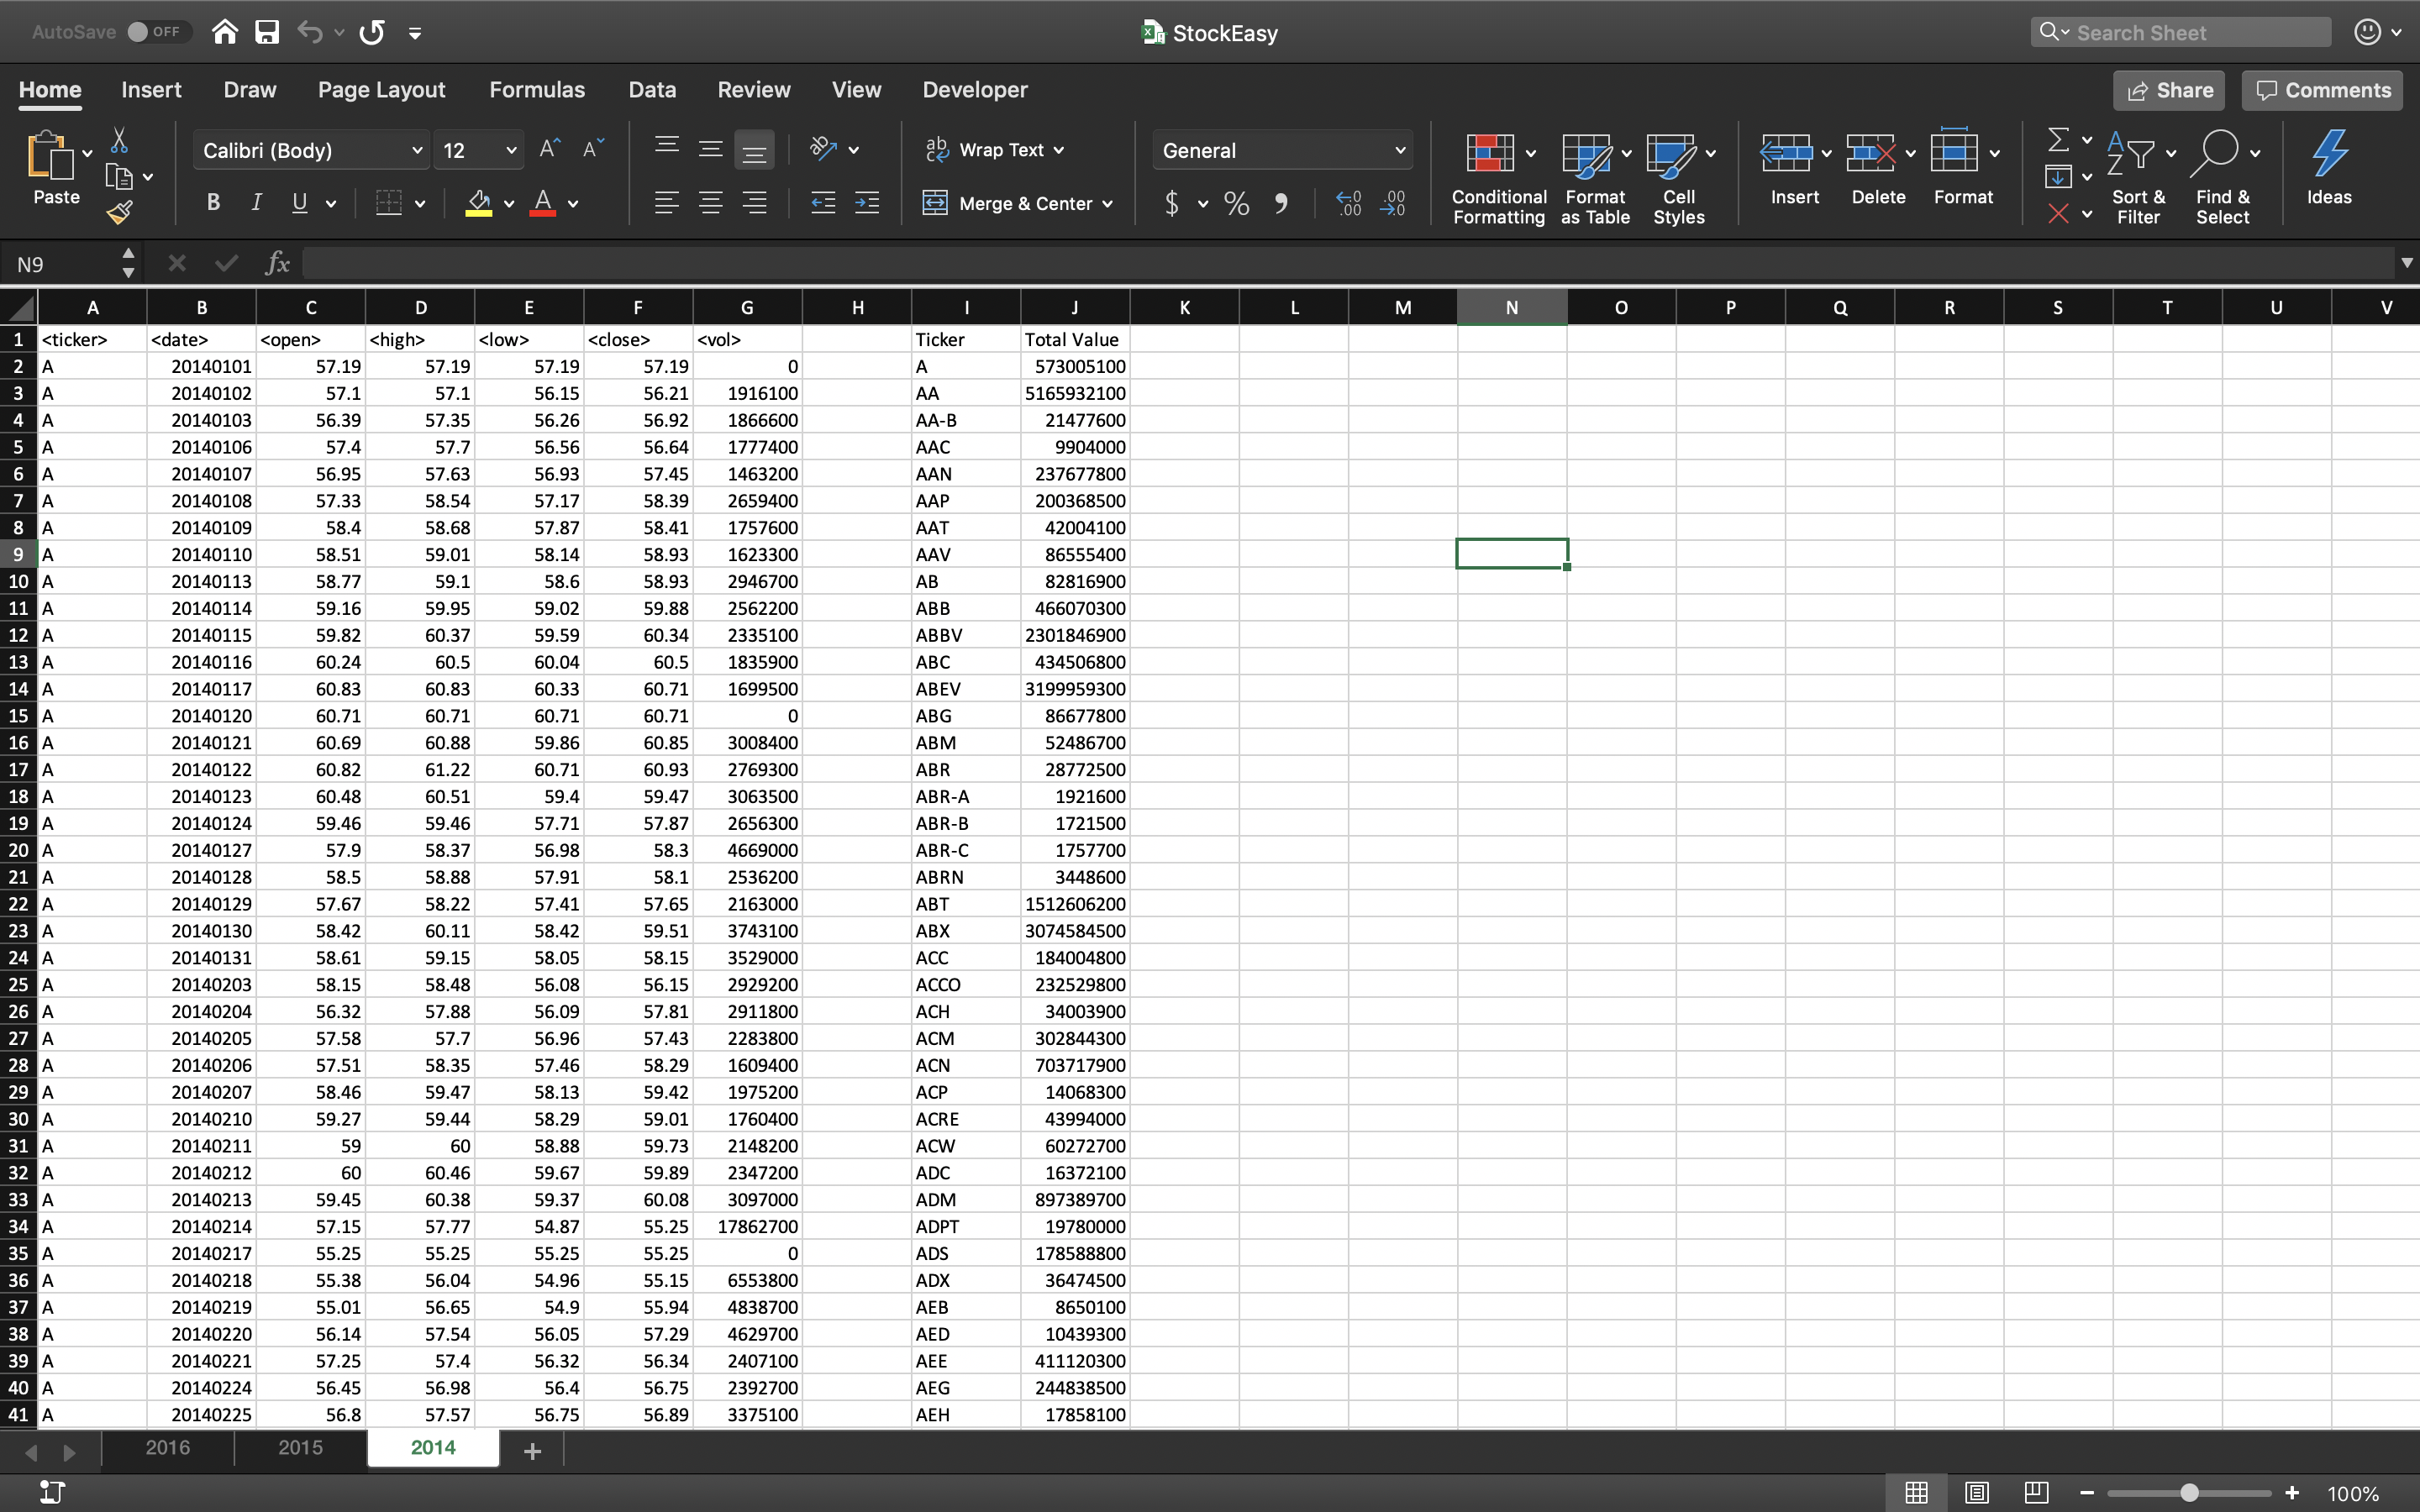 AutoSave OFF StockEasy Search Sheet
Home Insert Draw Page Layout Formulas Data Review View Developer Share Comments
Paste Calibri (Body) 12 Wrap Text General Conditional Formatting Format as Table Cell Styles Insert Delete Format Sort & Filter Find & Select Ideas
B I U Merge & Center $ % 
N9 fx
A B C D E F G H I J K L M N O P Q R S T U V
1 <ticker> <date> <open> <high> <low> <close> <vol> Ticker Total Value
2 A 20140101 57.19 57.19 57.19 57.19 0 A 573005100
3 A 20140102 57.1 57.1 56.15 56.21 1916100 AA 5165932100
4 A 20140103 56.39 57.35 56.26 56.92 1866600 AA-B 21477600
5 A 20140106 57.4 57.7 56.56 56.64 1777400 AAC 9904000
6 A 20140107 56.95 57.63 56.93 57.45 1463200 AAN 237677800
7 A 20140108 57.33 58.54 57.17 58.39 2659400 AAP 200368500
8 A 20140109 58.4 58.68 57.87 58.41 1757600 AAT 42004100
9 A 20140110 58.51 59.01 58.14 58.93 1623300 AAV 86555400
10 A 20140113 58.77 59.1 58.6 58.93 2946700 AB 82816900
11 A 20140114 59.16 59.95 59.02 59.88 2562200 ABB 466070300
12 A 20140115 59.82 60.37 59.59 60.34 2335100 ABBV 2301846900
13 A 20140116 60.24 60.5 60.04 60.5 1835900 ABC 434506800
14 A 20140117 60.83 60.83 60.33 60.71 1699500 ABEV 3199959300
15 A 20140120 60.71 60.71 60.71 60.71 0 ABG 86677800
16 A 20140121 60.69 60.88 59.86 60.85 3008400 ABM 52486700
17 A 20140122 60.82 61.22 60.71 60.93 2769300 ABR 28772500
18 A 20140123 60.48 60.51 59.4 59.47 3063500 ABR-A 1921600
19 A 20140124 59.46 59.46 57.71 57.87 2656300 ABR-B 1721500
20 A 20140127 57.9 58.37 56.98 58.3 4669000 ABR-C 1757700
21 A 20140128 58.5 58.88 57.91 58.1 2536200 ABRN 3448600
22 A 20140129 57.67 58.22 57.41 57.65 2163000 ABT 1512606200
23 A 20140130 58.42 60.11 58.42 59.51 3743100 ABX 3074584500
24 A 20140131 58.61 59.15 58.05 58.15 3529000 ACC 184004800
25 A 20140203 58.15 58.48 56.08 56.15 2929200 ACCO 232529800
26 A 20140204 56.32 57.88 56.09 57.81 2911800 ACH 34003900
27 A 20140205 57.58 57.7 56.96 57.43 2283800 ACM 302844300
28 A 20140206 57.51 58.35 57.46 58.29 1609400 ACN 703717900
29 A 20140207 58.46 59.47 58.13 59.42 1975200 ACP 14068300
30 A 20140210 59.27 59.44 58.29 59.01 1760400 ACRE 43994000
31 A 20140211 59 60 58.88 59.73 2148200 ACW 60272700
32 A 20140212 60 60.46 59.67 59.89 2347200 ADC 16372100
33 A 20140213 59.45 60.38 59.37 60.08 3097000 ADM 897389700
34 A 20140214 57.15 57.77 54.87 55.25 17862700 ADPT 19780000
35 A 20140217 55.25 55.25 55.25 55.25 0 ADS 178588800
36 A 20140218 55.38 56.04 54.96 55.15 6553800 ADX 36474500
37 A 20140219 55.01 56.65 54.9 55.94 4838700 AEB 8650100
38 A 20140220 56.14 57.54 56.05 57.29 4629700 AED 10439300
39 A 20140221 57.25 57.4 56.32 56.34 2407100 AEE 411120300
40 A 20140224 56.45 56.98 56.4 56.75 2392700 AEG 244838500
41 A 20140225 56.8 57.57 56.75 56.89 3375100 AEH 17858100
2016 2015 2014 +
100%